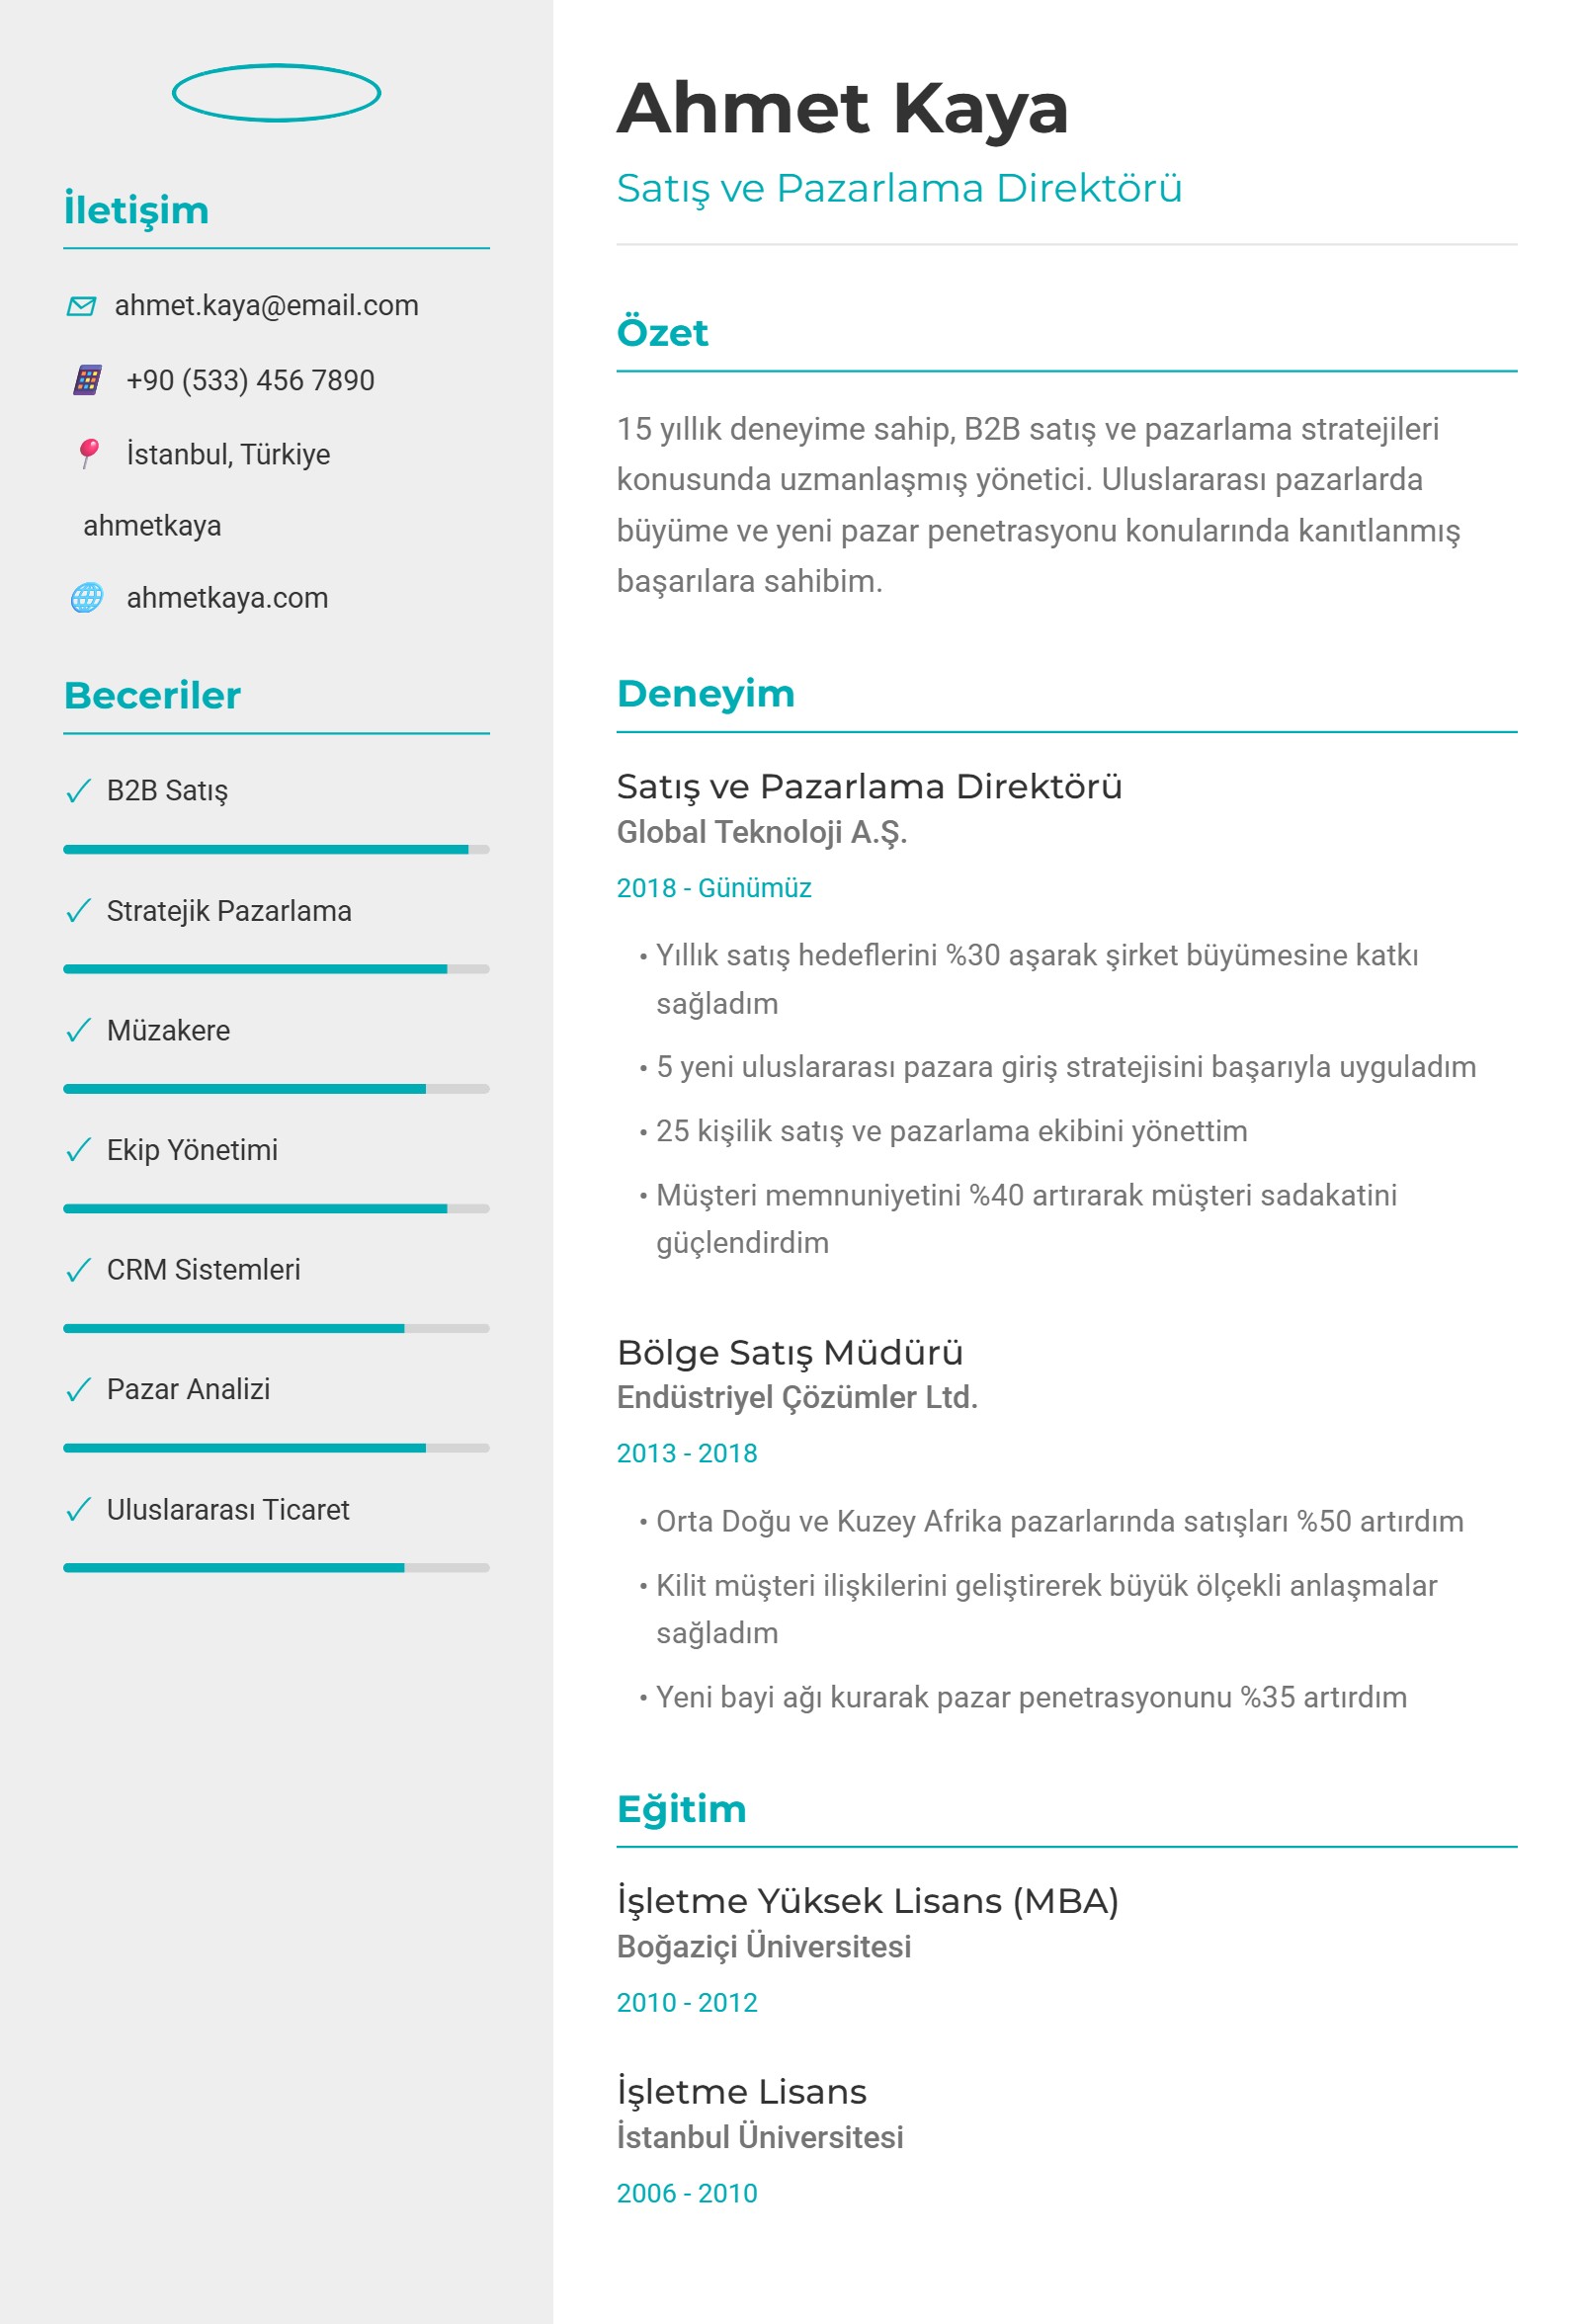 İletişim
ahmet.kaya@email.com
+90 (533) 456 7890
İstanbul, Türkiye
ahmetkaya
ahmetkaya.com
Beceriler
B2B Satış
Stratejik Pazarlama
Müzakere
Ekip Yönetimi
CRM Sistemleri
Pazar Analizi
Uluslararası Ticaret
Ahmet Kaya
Satış ve Pazarlama Direktörü
Özet
15 yıllık deneyime sahip, B2B satış ve pazarlama stratejileri
konusunda uzmanlaşmış yönetici. Uluslararası pazarlarda
büyüme ve yeni pazar penetrasyonu konularında kanıtlanmış
başarılara sahibim.
Deneyim
Satış ve Pazarlama Direktörü
Global Teknoloji A.Ş.
2018 - Günümüz
• Yıllık satış hedeflerini %30 aşarak şirket büyümesine katkı
sağladım
• 5 yeni uluslararası pazara giriş stratejisini başarıyla uyguladım
• 25 kişilik satış ve pazarlama ekibini yönettim
• Müşteri memnuniyetini %40 artırarak müşteri sadakatini
güçlendirdim
Bölge Satış Müdürü
Endüstriyel Çözümler Ltd.
2013 - 2018
• Orta Doğu ve Kuzey Afrika pazarlarında satışları %50 artırdım
• Kilit müşteri ilişkilerini geliştirerek büyük ölçekli anlaşmalar
sağladım
• Yeni bayi ağı kurarak pazar penetrasyonunu %35 artırdım
Eğitim
İşletme Yüksek Lisans (MBA)
Boğaziçi Üniversitesi
2010 - 2012
İşletme Lisans
İstanbul Üniversitesi
2006 - 2010